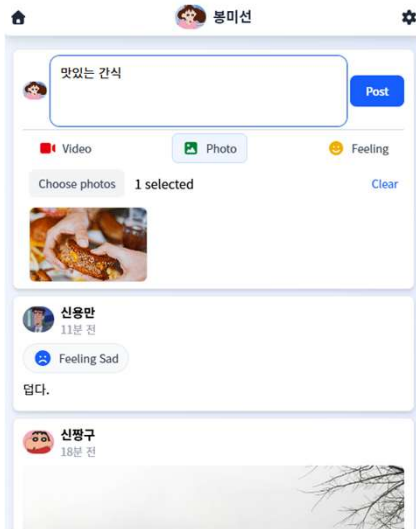 봉미선
맛있는 간식
Post
Video
Photo
Feeling
Choose photos
1 selected
Clear
신용만
11분 전
Feeling Sad
덥다.
신짱구
18분 전